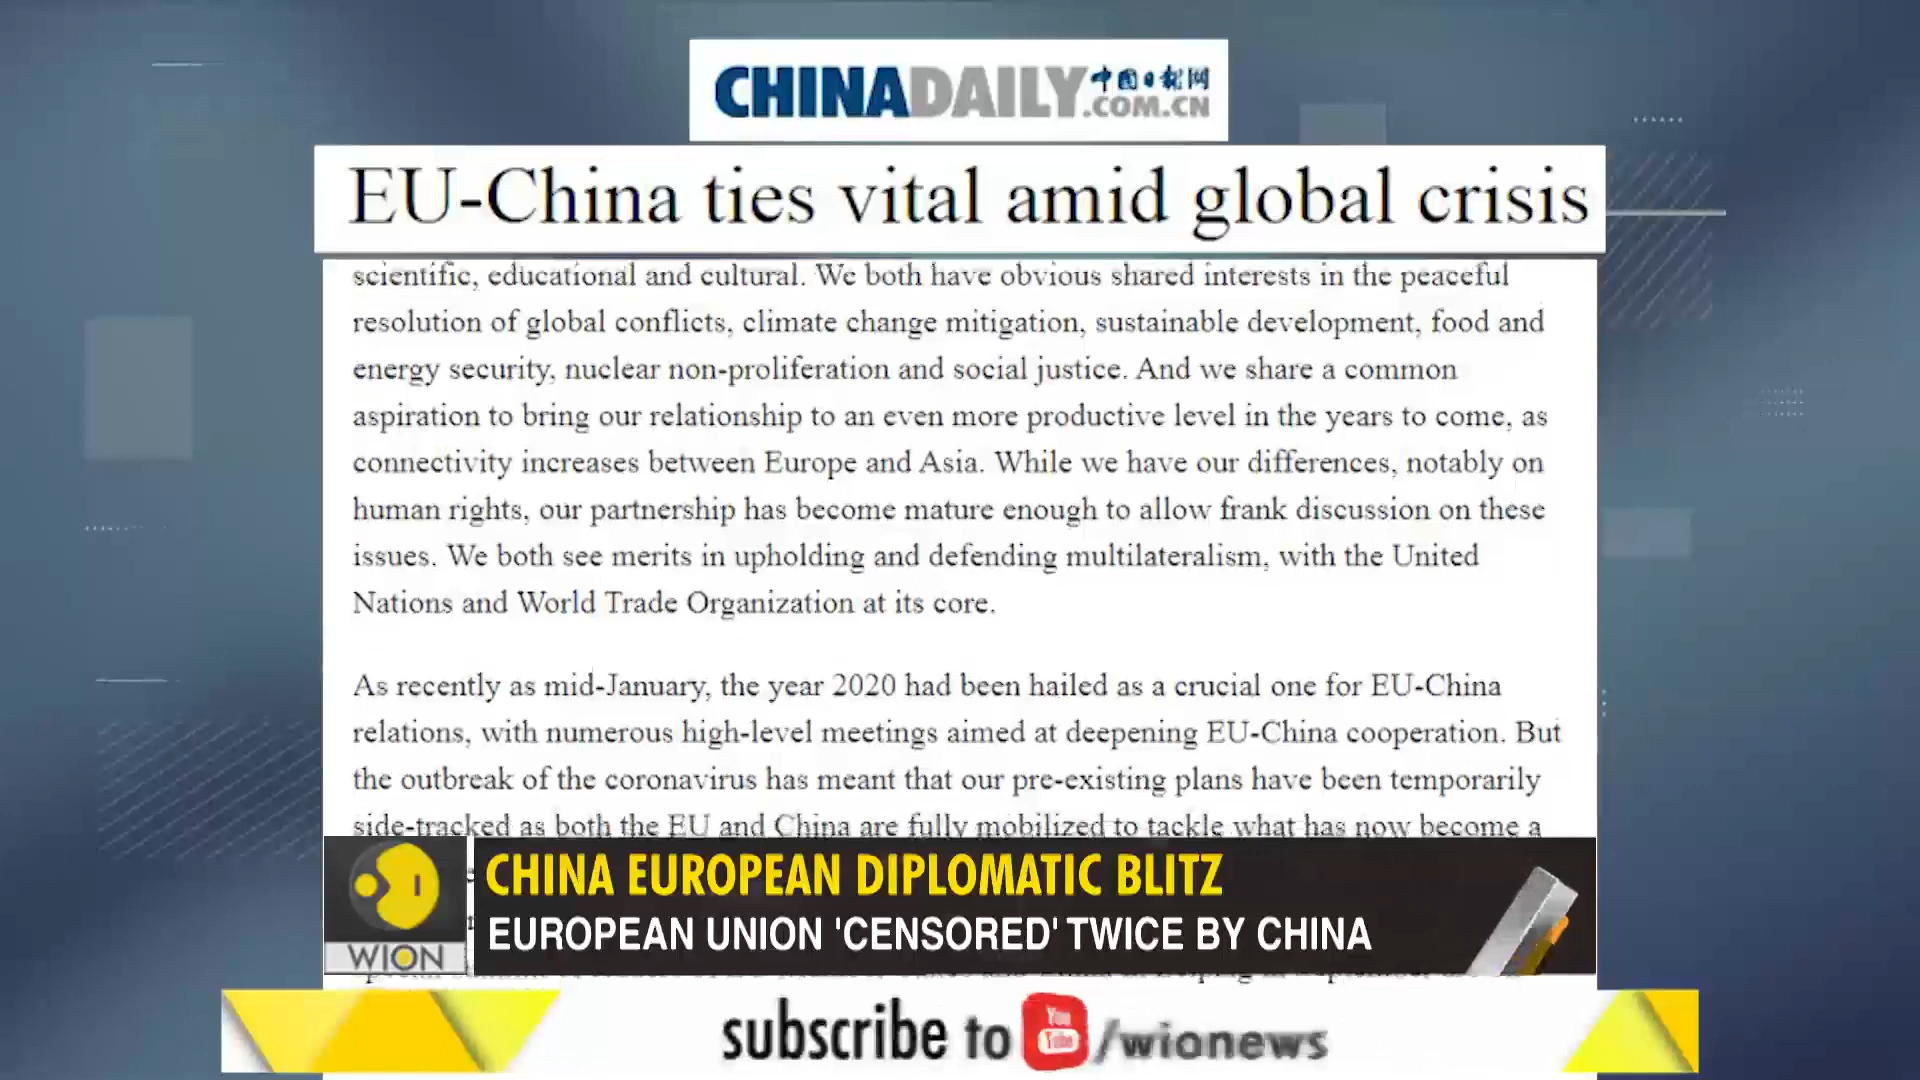 CHINADAILY 中国日报网
.COM.CN
EU-China ties vital amid global crisis
scientific, educational and cultural. We both have obvious shared interests in the peaceful
resolution of global conflicts, climate change mitigation, sustainable development, food and
energy security, nuclear non-proliferation and social justice. And we share a common
aspiration to bring our relationship to an even more productive level in the years to come, as
connectivity increases between Europe and Asia. While we have our differences, notably on
human rights, our partnership has become mature enough to allow frank discussion on these
issues. We both see merits in upholding and defending multilateralism, with the United
Nations and World Trade Organization at its core.
As recently as mid-January, the year 2020 had been hailed as a crucial one for EU-China
relations, with numerous high-level meetings aimed at deepening EU-China cooperation. But
the outbreak of the coronavirus has meant that our pre-existing plans have been temporarily
side-tracked as both the EU and China are fully mobilized to tackle what has now become a
CHINA EUROPEAN DIPLOMATIC BLITZ
EUROPEAN UNION 'CENSORED' TWICE BY CHINA
WION
subscribe to You Tube /wionews